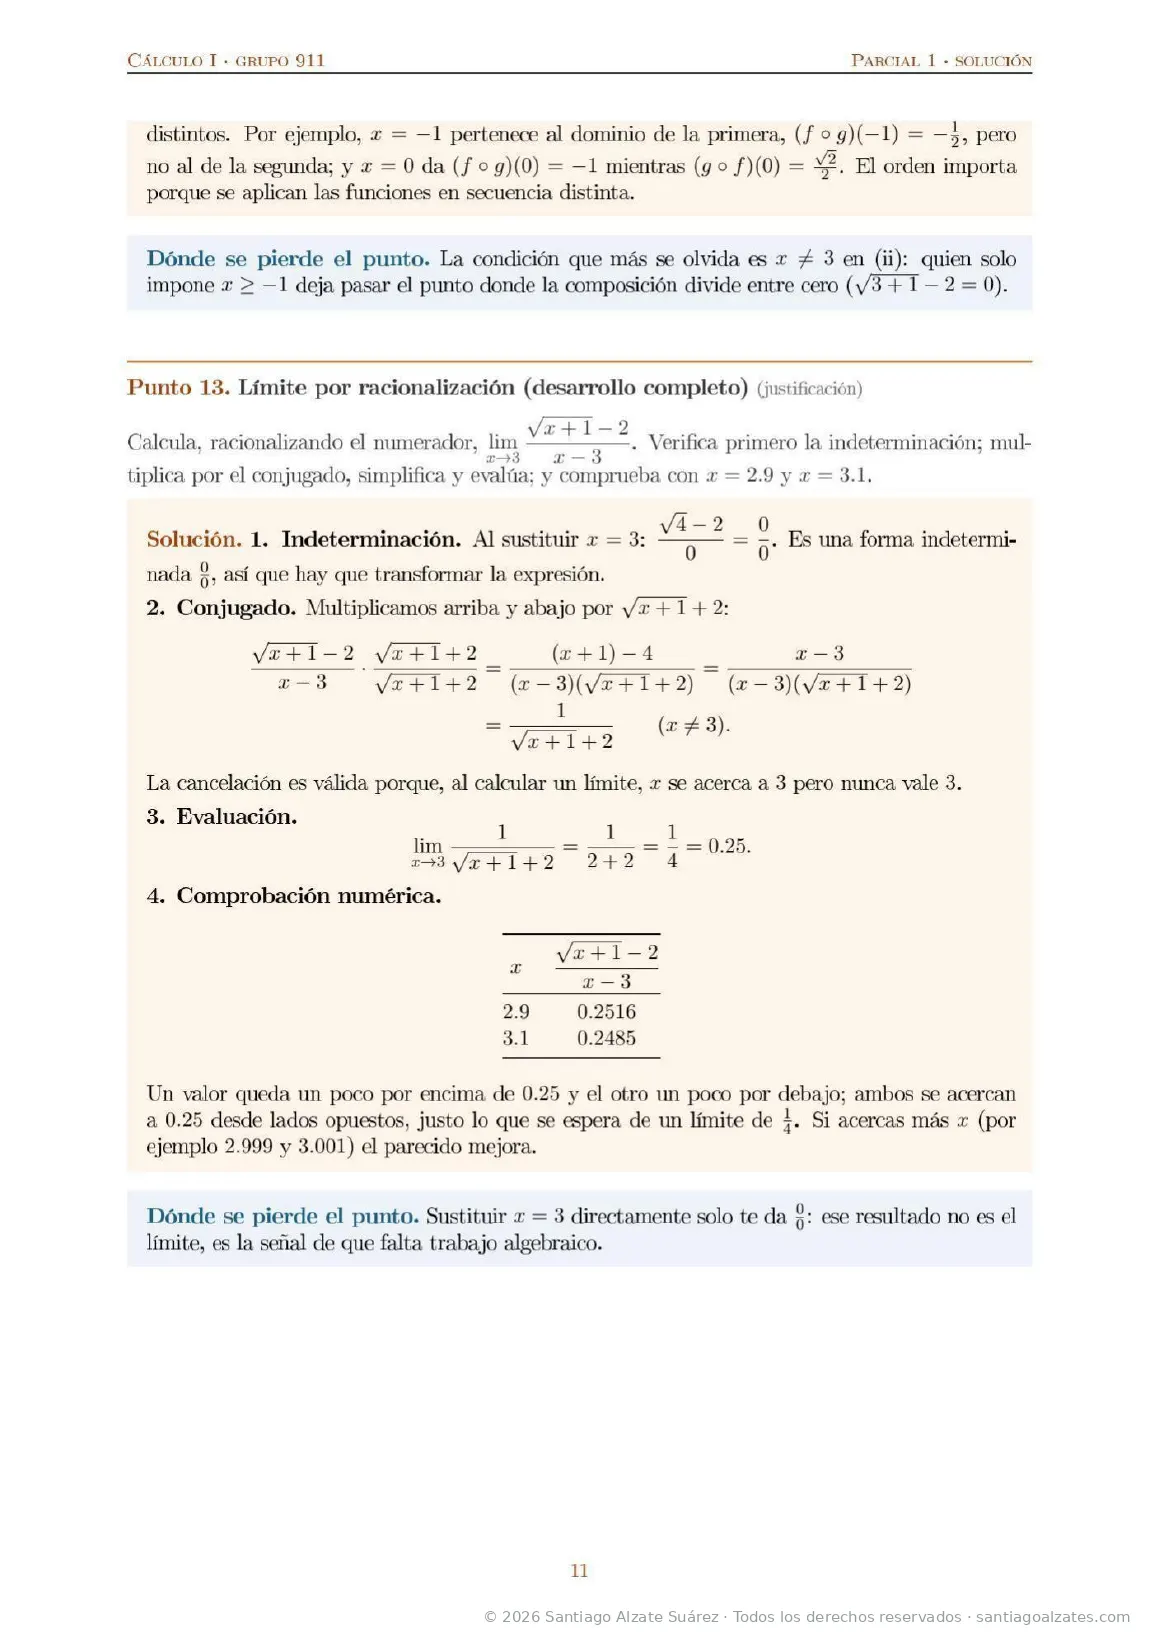 Cálculo I · grupo 911 Parcial 1 · solución
distintos. Por ejemplo, x = −1 pertenece al dominio de la primera, (f ∘ g)(−1) = −1/2, pero
no al de la segunda; y x = 0 da (f ∘ g)(0) = −1 mientras (g ∘ f)(0) = √2/2. El orden importa
porque se aplican las funciones en secuencia distinta.
Dónde se pierde el punto. La condición que más se olvida es x ≠ 3 en (ii): quien solo
impone x ≥ −1 deja pasar el punto donde la composición divide entre cero (√(3 + 1) − 2 = 0).
Punto 13. Límite por racionalización (desarrollo completo) (justificación)
Calcula, racionalizando el numerador, lim x→3 (√(x + 1) − 2)/(x − 3). Verifica primero la indeterminación; mul-
tiplica por el conjugado, simplifica y evalúa; y comprueba con x = 2.9 y x = 3.1.
Solución. 1. Indeterminación. Al sustituir x = 3: (√4 − 2)/0 = 0/0. Es una forma indetermi-
nada 0/0, así que hay que transformar la expresión.
2. Conjugado. Multiplicamos arriba y abajo por √(x + 1) + 2:
(√(x + 1) − 2)/(x − 3) · (√(x + 1) + 2)/(√(x + 1) + 2) = ((x + 1) − 4)/((x − 3)(√(x + 1) + 2)) = (x − 3)/((x − 3)(√(x + 1) + 2))
= 1/(√(x + 1) + 2) (x ≠ 3).
La cancelación es válida porque, al calcular un límite, x se acerca a 3 pero nunca vale 3.
3. Evaluación.
lim x→3 1/(√(x + 1) + 2) = 1/(2 + 2) = 1/4 = 0.25.
4. Comprobación numérica.
x (√(x + 1) − 2)/(x − 3)
2.9 0.2516
3.1 0.2485
Un valor queda un poco por encima de 0.25 y el otro un poco por debajo; ambos se acercan
a 0.25 desde lados opuestos, justo lo que se espera de un límite de 1/4. Si acercas más x (por
ejemplo 2.999 y 3.001) el parecido mejora.
Dónde se pierde el punto. Sustituir x = 3 directamente solo te da 0/0: ese resultado no es el
límite, es la señal de que falta trabajo algebraico.
11
© 2026 Santiago Alzate Suárez · Todos los derechos reservados · santiagoalzates.com